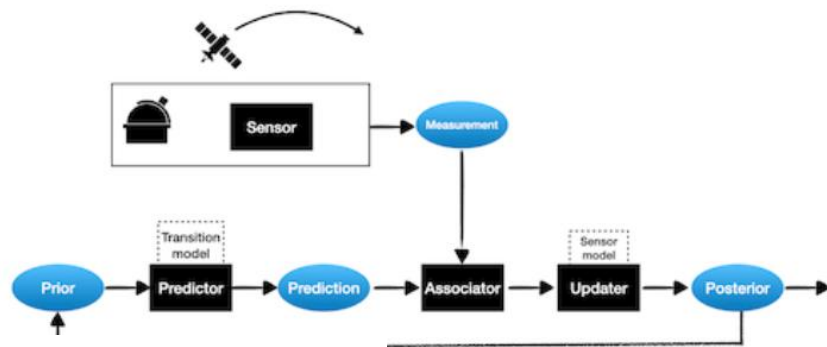 Sensor
Measurement
Transition
model
Sensor
model
Prior
Predictor
Prediction
Associator
Updater
Posterior